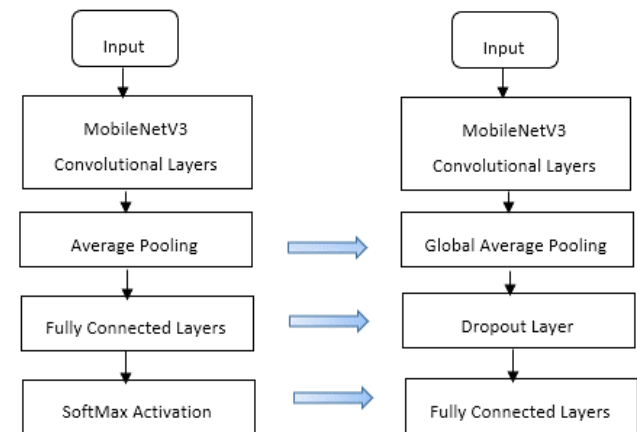 Input
MobileNetV3
Convolutional Layers
Average Pooling
Fully Connected Layers
SoftMax Activation
Input
MobileNetV3
Convolutional Layers
Global Average Pooling
Dropout Layer
Fully Connected Layers